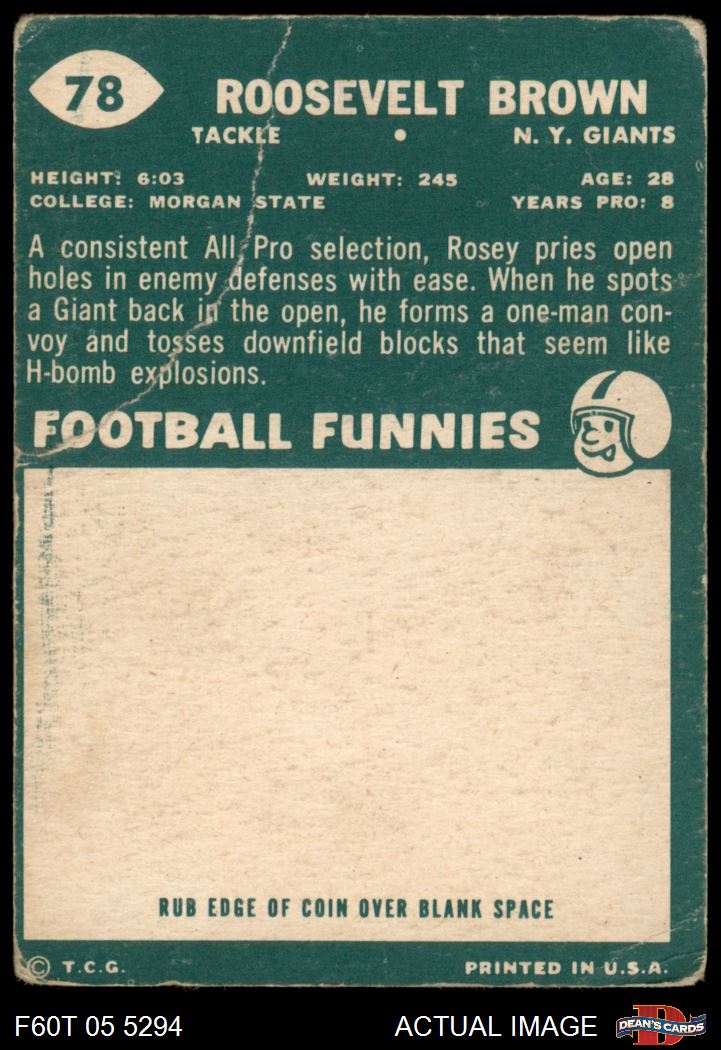 78
ROOSEVELT BROWN
TACKLE • N. Y. GIANTS
HEIGHT: 6:03 WEIGHT: 245 AGE: 28
COLLEGE: MORGAN STATE YEARS PRO: 8
A consistent All Pro selection, Rosey pries open
holes in enemy defenses with ease. When he spots
a Giant back in the open, he forms a one-man con-
voy and tosses downfield blocks that seem like
H-bomb explosions.
FOOTBALL FUNNIES
RUB EDGE OF COIN OVER BLANK SPACE
© T.C.G. PRINTED IN U.S.A.
F60T 05 5294 ACTUAL IMAGE D DEAN'S CARDS